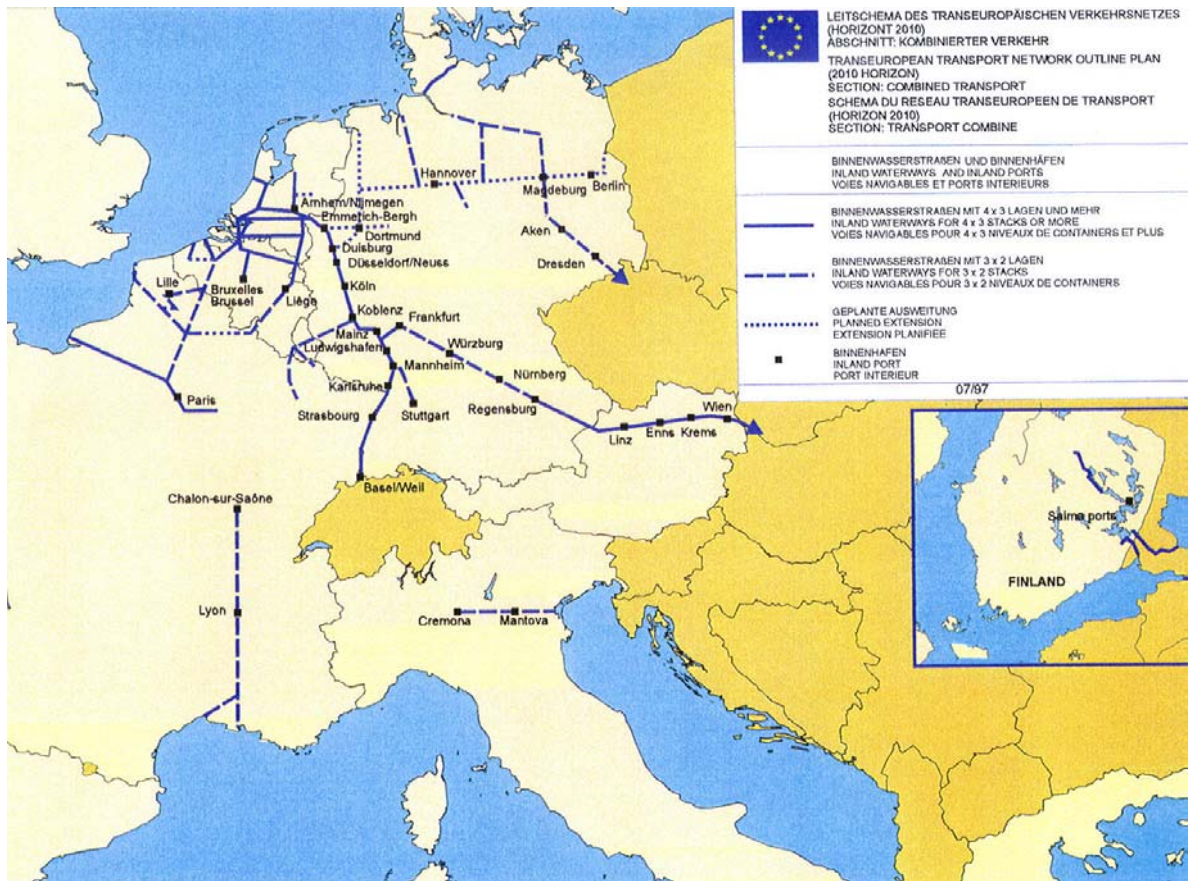 LEITSCHEMA DES TRANSEUROPÄISCHEN VERKEHRSNETZES
(HORIZONT 2010)
ABSCHNITT: KOMBINIERTER VERKEHR
TRANSEUROPEAN TRANSPORT NETWORK OUTLINE PLAN
(2010 HORIZON)
SECTION: COMBINED TRANSPORT
SCHEMA DU RESEAU TRANSEUROPEEN DE TRANSPORT
(HORIZON 2010)
SECTION: TRANSPORT COMBINE
BINNENWASSERSTRAßEN UND BINNENHÄFEN
INLAND WATERWAYS AND INLAND PORTS
VOIES NAVIGABLES ET PORTS INTERIEURS
BINNENWASSERSTRAßEN MIT 4 x 3 LAGEN UND MEHR
INLAND WATERWAYS FOR 4 x 3 STACKS OR MORE
VOIES NAVIGABLES POUR 4 x 3 NIVEAUX DE CONTAINERS ET PLUS
BINNENWASSERSTRAßEN MIT 3 x 2 LAGEN
INLAND WATERWAYS FOR 3 x 2 STACKS
VOIES NAVIGABLES POUR 3 x 2 NIVEAUX DE CONTAINERS
GEPLANTE AUSWEITUNG
PLANNED EXTENSION
EXTENSION PLANIFIEE
BINNENHAFEN
INLAND PORT
PORT INTERIEUR
07/97
Hannover
Magdeburg
Berlin
Arnhem/Nijmegen
Emmerich-Bergh
Dortmund
Duisburg
Aken
Düsseldorf/Neuss
Dresden
Lille
Bruxelles
Brussel
Liège
Köln
Koblenz
Frankfurt
Mainz
Ludwigshafen
Würzburg
Mannheim
Nürnberg
Karlsruhe
Paris
Strasbourg
Stuttgart
Regensburg
Wien
Linz
Enns
Krems
Basel/Weil
Chalon-sur-Saône
Saima ports
FINLAND
Lyon
Cremona
Mantova